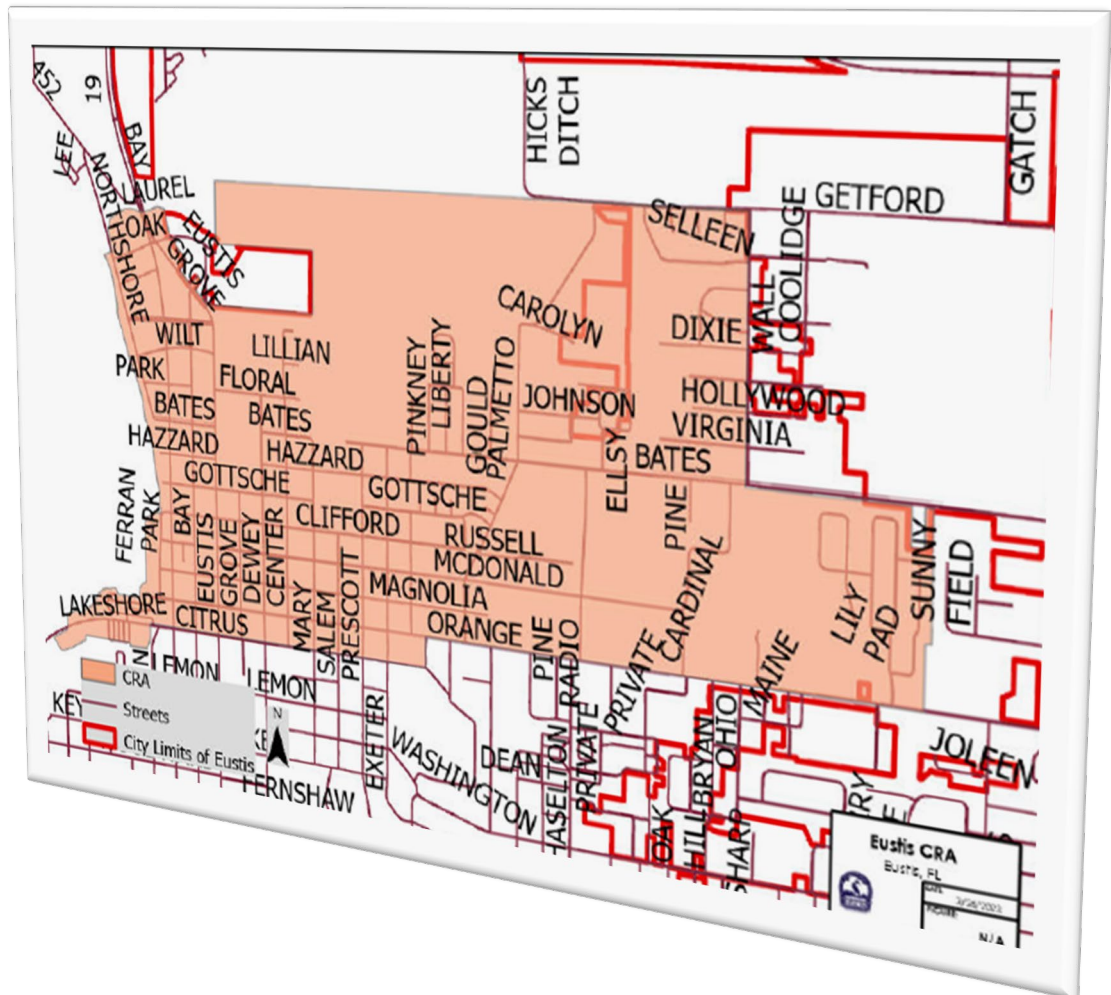 452
19
BAY
LEE
NORTHSHORE
LAUREL
OAK
EUSTIS
GROVE
HICKS
DITCH
GATCH
GETFORD
SELLEEN
COOLIDGE
WALL
CAROLYN
DIXIE
WILT
LILLIAN
PARK
FLORAL
PINKNEY
LIBERTY
GOULD
PALMETTO
JOHNSON
HOLLYWOOD
BATES
BATES
VIRGINIA
HAZZARD
HAZZARD
ELLSY
BATES
GOTTSCHE
GOTTSCHE
FERRAN
PARK
BAY
EUSTIS
GROVE
DEWEY
CENTER
CLIFFORD
RUSSELL
PINE
MCDONALD
CARDINAL
SUNNY
FIELD
MAGNOLIA
LAKESHORE
CITRUS
MARY
SALEM
PRESCOTT
ORANGE
PINE
RADIO
PRIVATE
MAINE
LILY
PAD
LEMON
LEMON
CRA
Streets
City Limits of Eustis
N
KEY
EXETER
WASHINGTON
DEAN
HASELTON
PRIVATE
HILL
BRYAN
OHIO
JOLEEN
FERNSHAW
OAK
SHARP
Eustis CRA
Eustis, FL
N/A